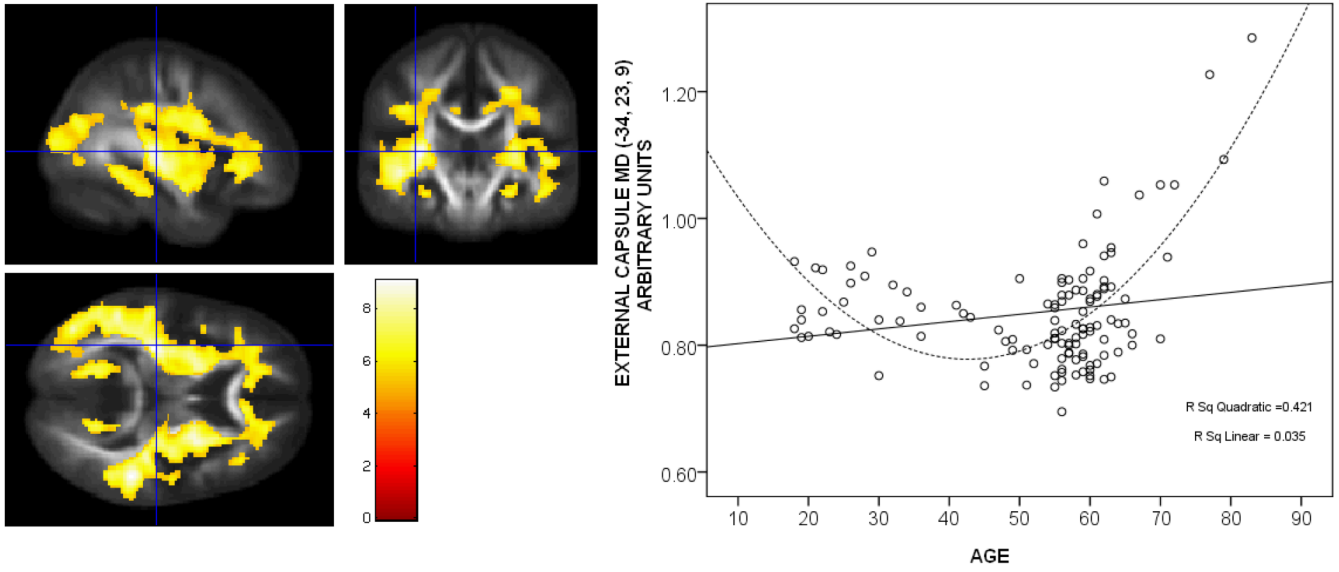 8
6
4
2
0
EXTERNAL CAPSULE MD (-34, 23, 9)
ARBITRARY UNITS
1.20
1.00
0.80
0.60
R Sq Quadratic =0.421
R Sq Linear = 0.035
10 20 30 40 50 60 70 80 90
AGE